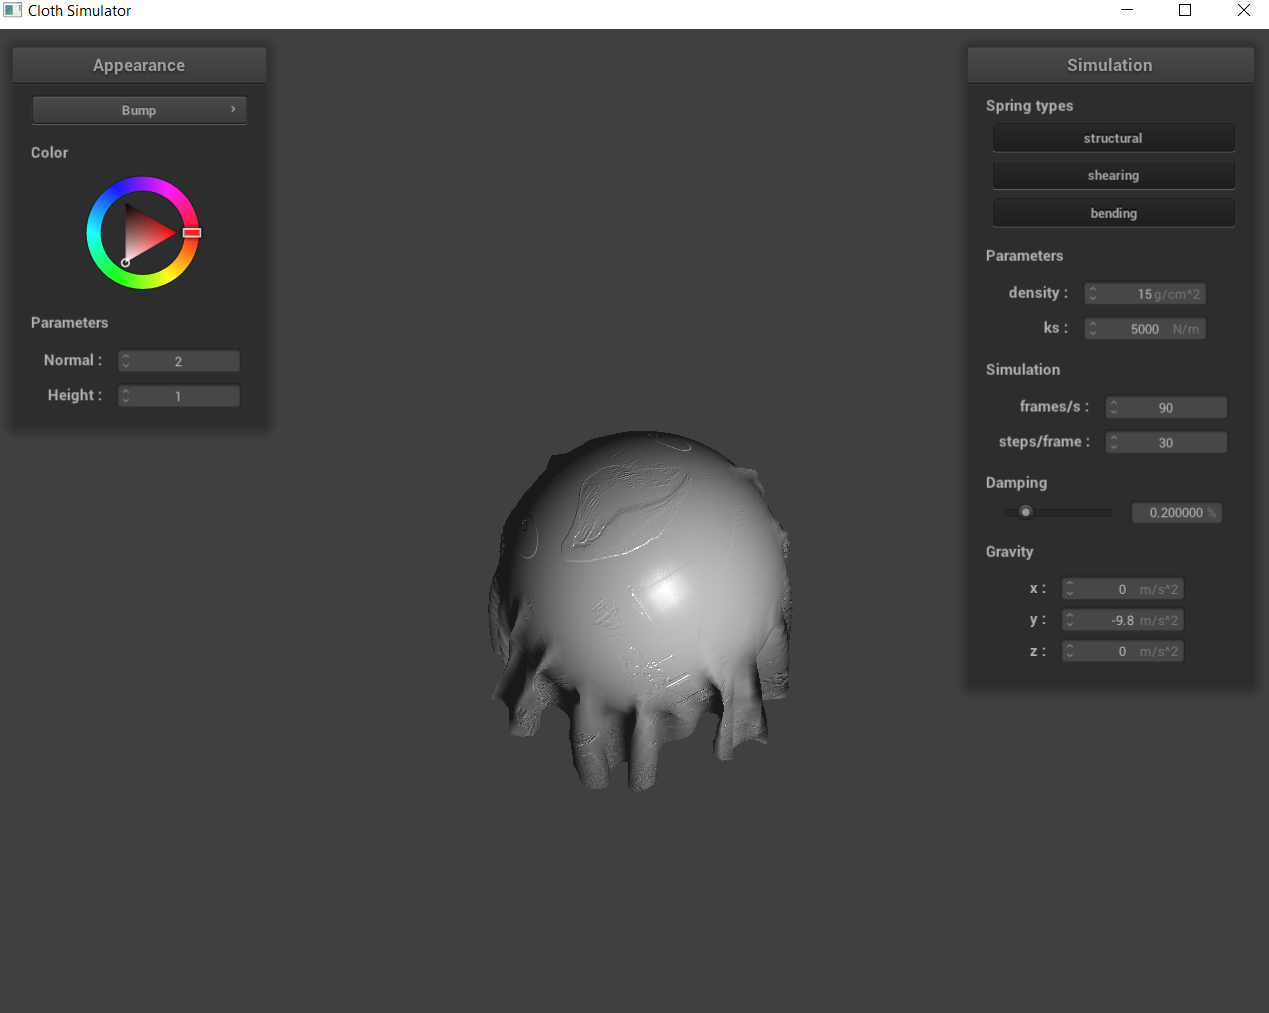 Cloth Simulator
Appearance
Bump
Color
Parameters
Normal : 2
Height : 1
Simulation
Spring types
structural
shearing
bending
Parameters
density : 15 g/cm^2
ks : 5000 N/m
Simulation
frames/s : 90
steps/frame : 30
Damping
0.200000 %
Gravity
x : 0 m/s^2
y : -9.8 m/s^2
z : 0 m/s^2